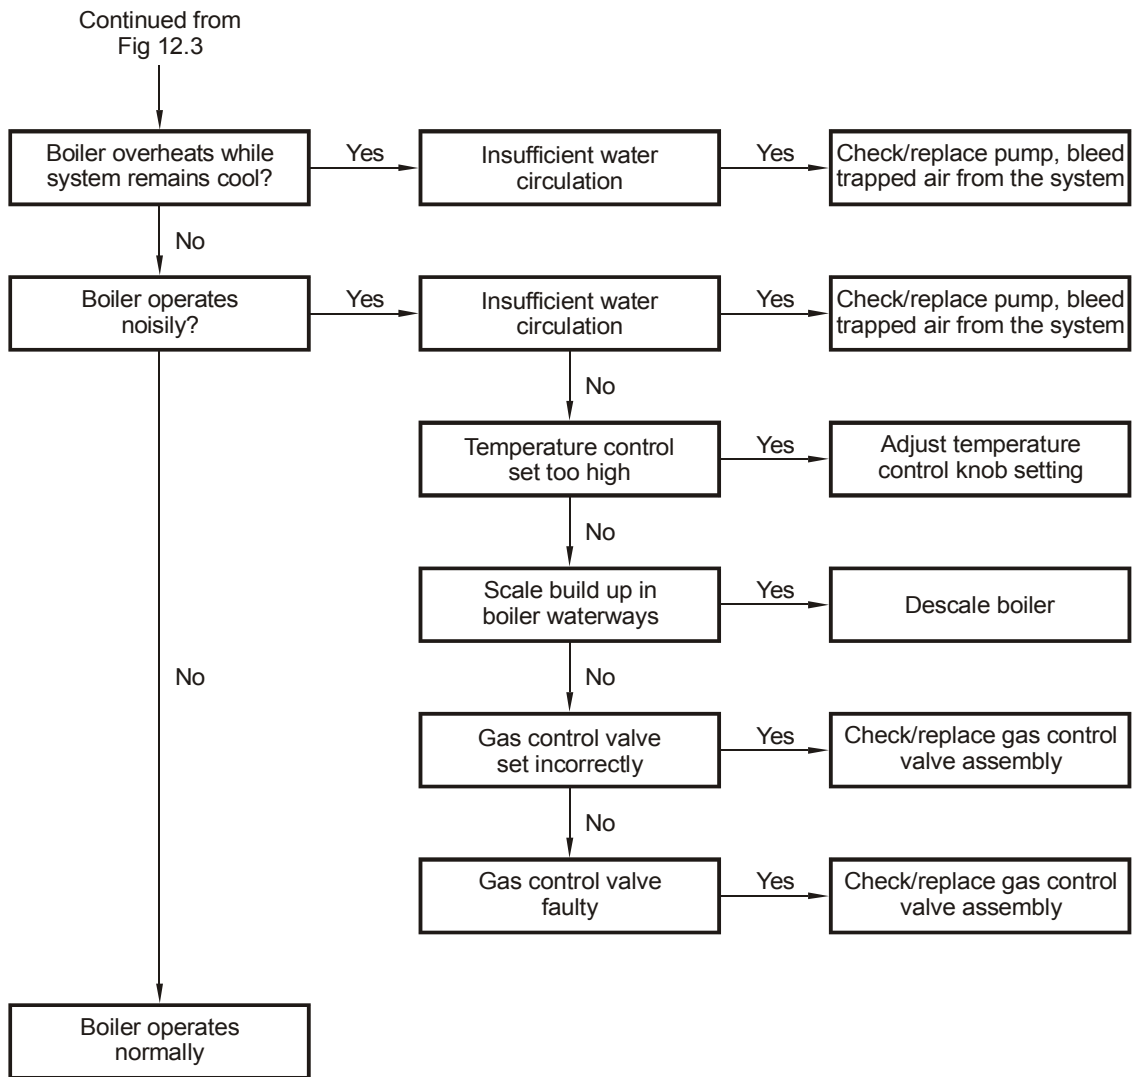 Continued from
Fig 12.3
Boiler overheats while
system remains cool?
Yes
Insufficient water
circulation
Yes
Check/replace pump, bleed
trapped air from the system
No
Boiler operates
noisily?
Yes
Insufficient water
circulation
Yes
Check/replace pump, bleed
trapped air from the system
No
Temperature control
set too high
Yes
Adjust temperature
control knob setting
No
Scale build up in
boiler waterways
Yes
Descale boiler
No
No
Gas control valve
set incorrectly
Yes
Check/replace gas control
valve assembly
No
Gas control valve
faulty
Yes
Check/replace gas control
valve assembly
Boiler operates
normally